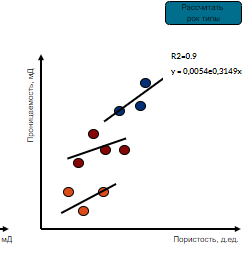 Рассчитать
рок типы
R2=0.9
y = 0,0054e0,3149x
Проницаемость, мД
мД
Пористость, д.ед.